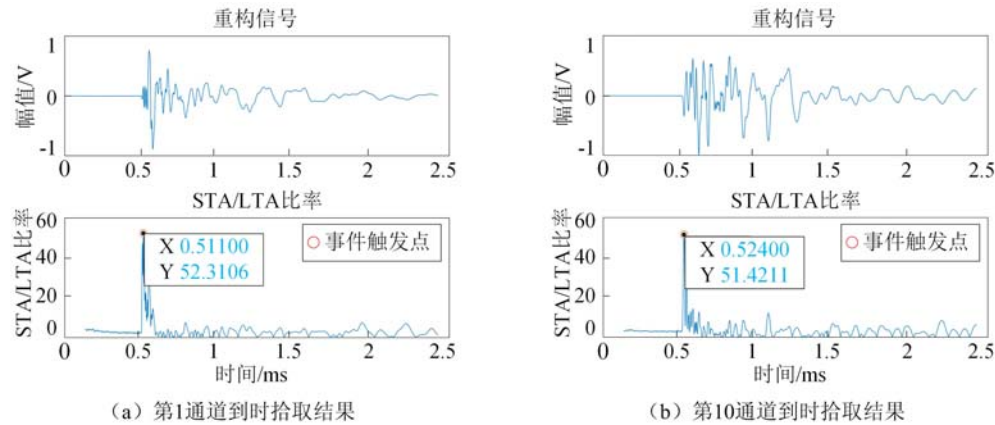 重构信号
幅值/V
1
0
-1
0 0.5 1 1.5 2 2.5
STA/LTA比率
STA/LTA比率
60
40
20
0
X 0.51100
Y 52.3106
事件触发点
0 0.5 1 1.5 2 2.5
时间/ms
(a) 第1通道到时拾取结果
重构信号
幅值/V
1
0
-1
0 0.5 1 1.5 2 2.5
STA/LTA比率
STA/LTA比率
60
40
20
0
X 0.52400
Y 51.4211
事件触发点
0 0.5 1 1.5 2 2.5
时间/ms
(b) 第10通道到时拾取结果